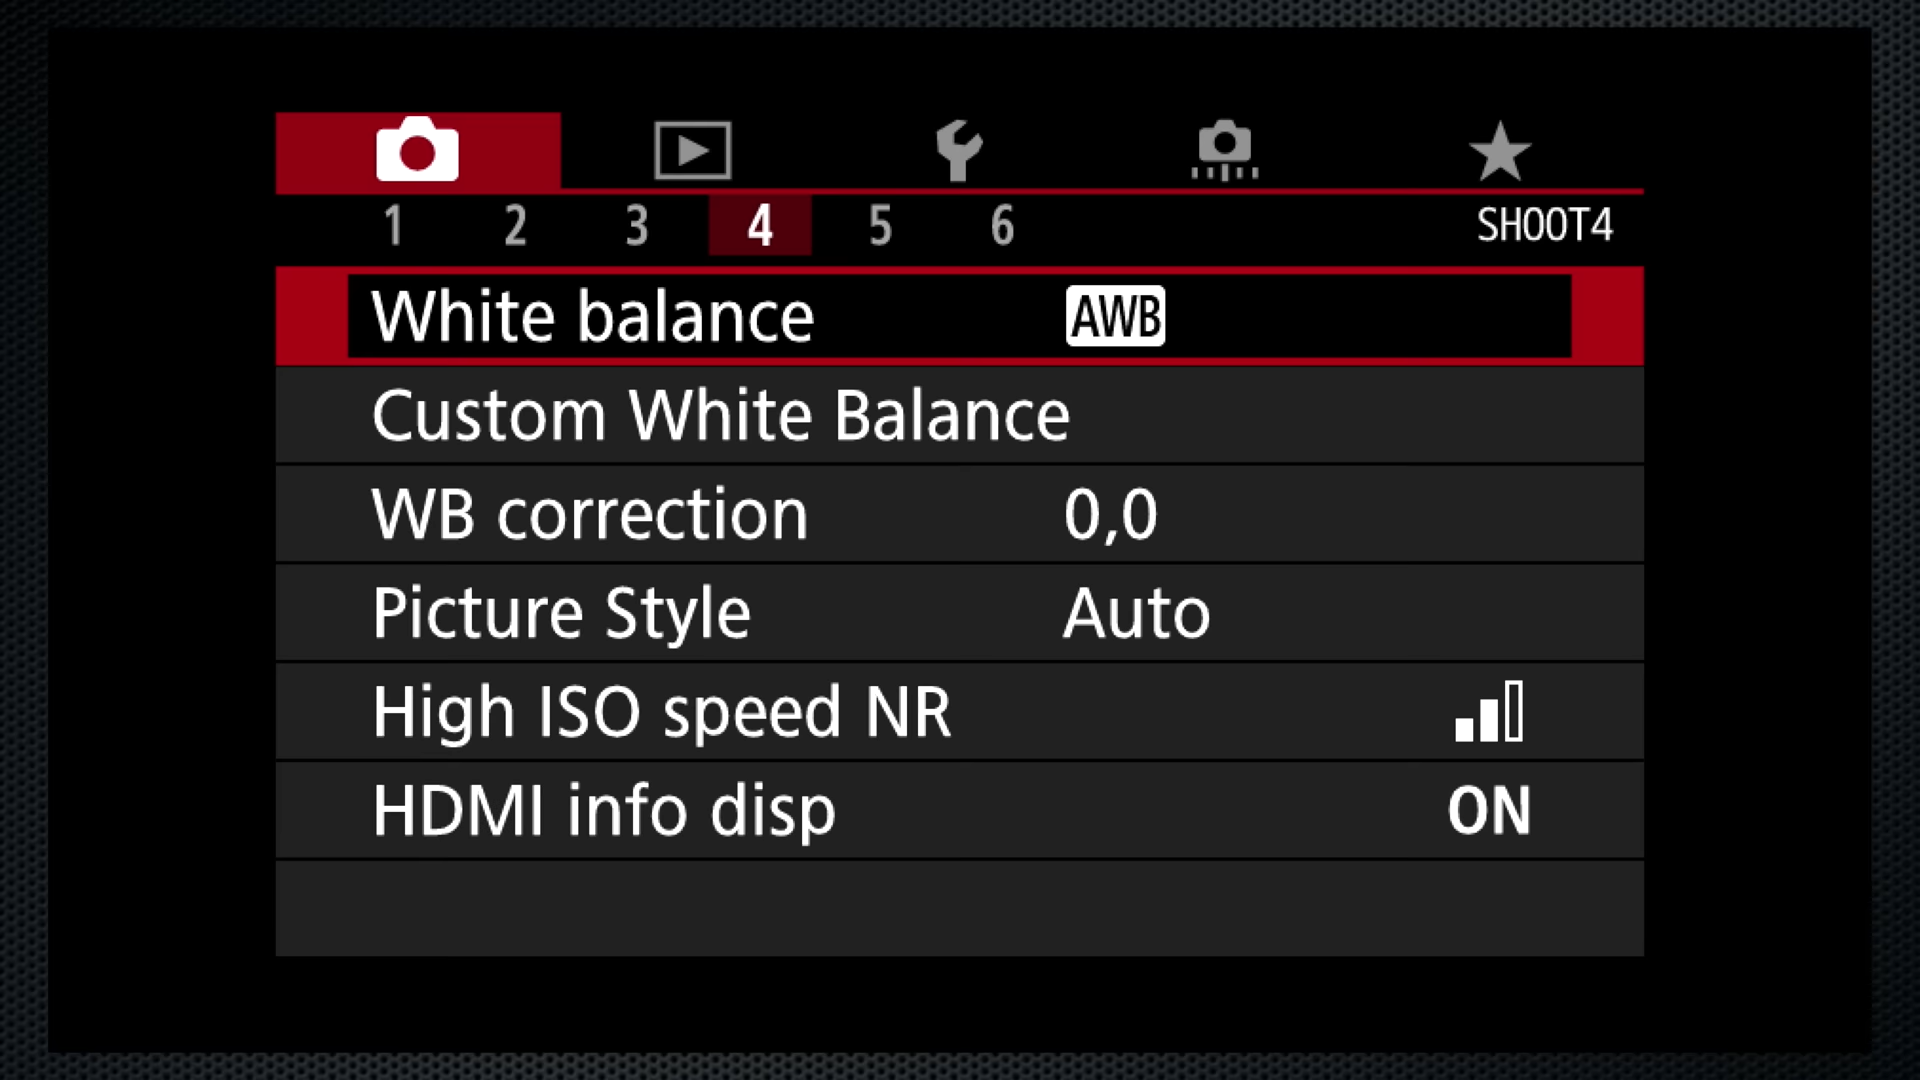 1 2 3 4 5 6 SHOOT4
White balance AWB
Custom White Balance
WB correction 0,0
Picture Style Auto
High ISO speed NR
HDMI info disp ON